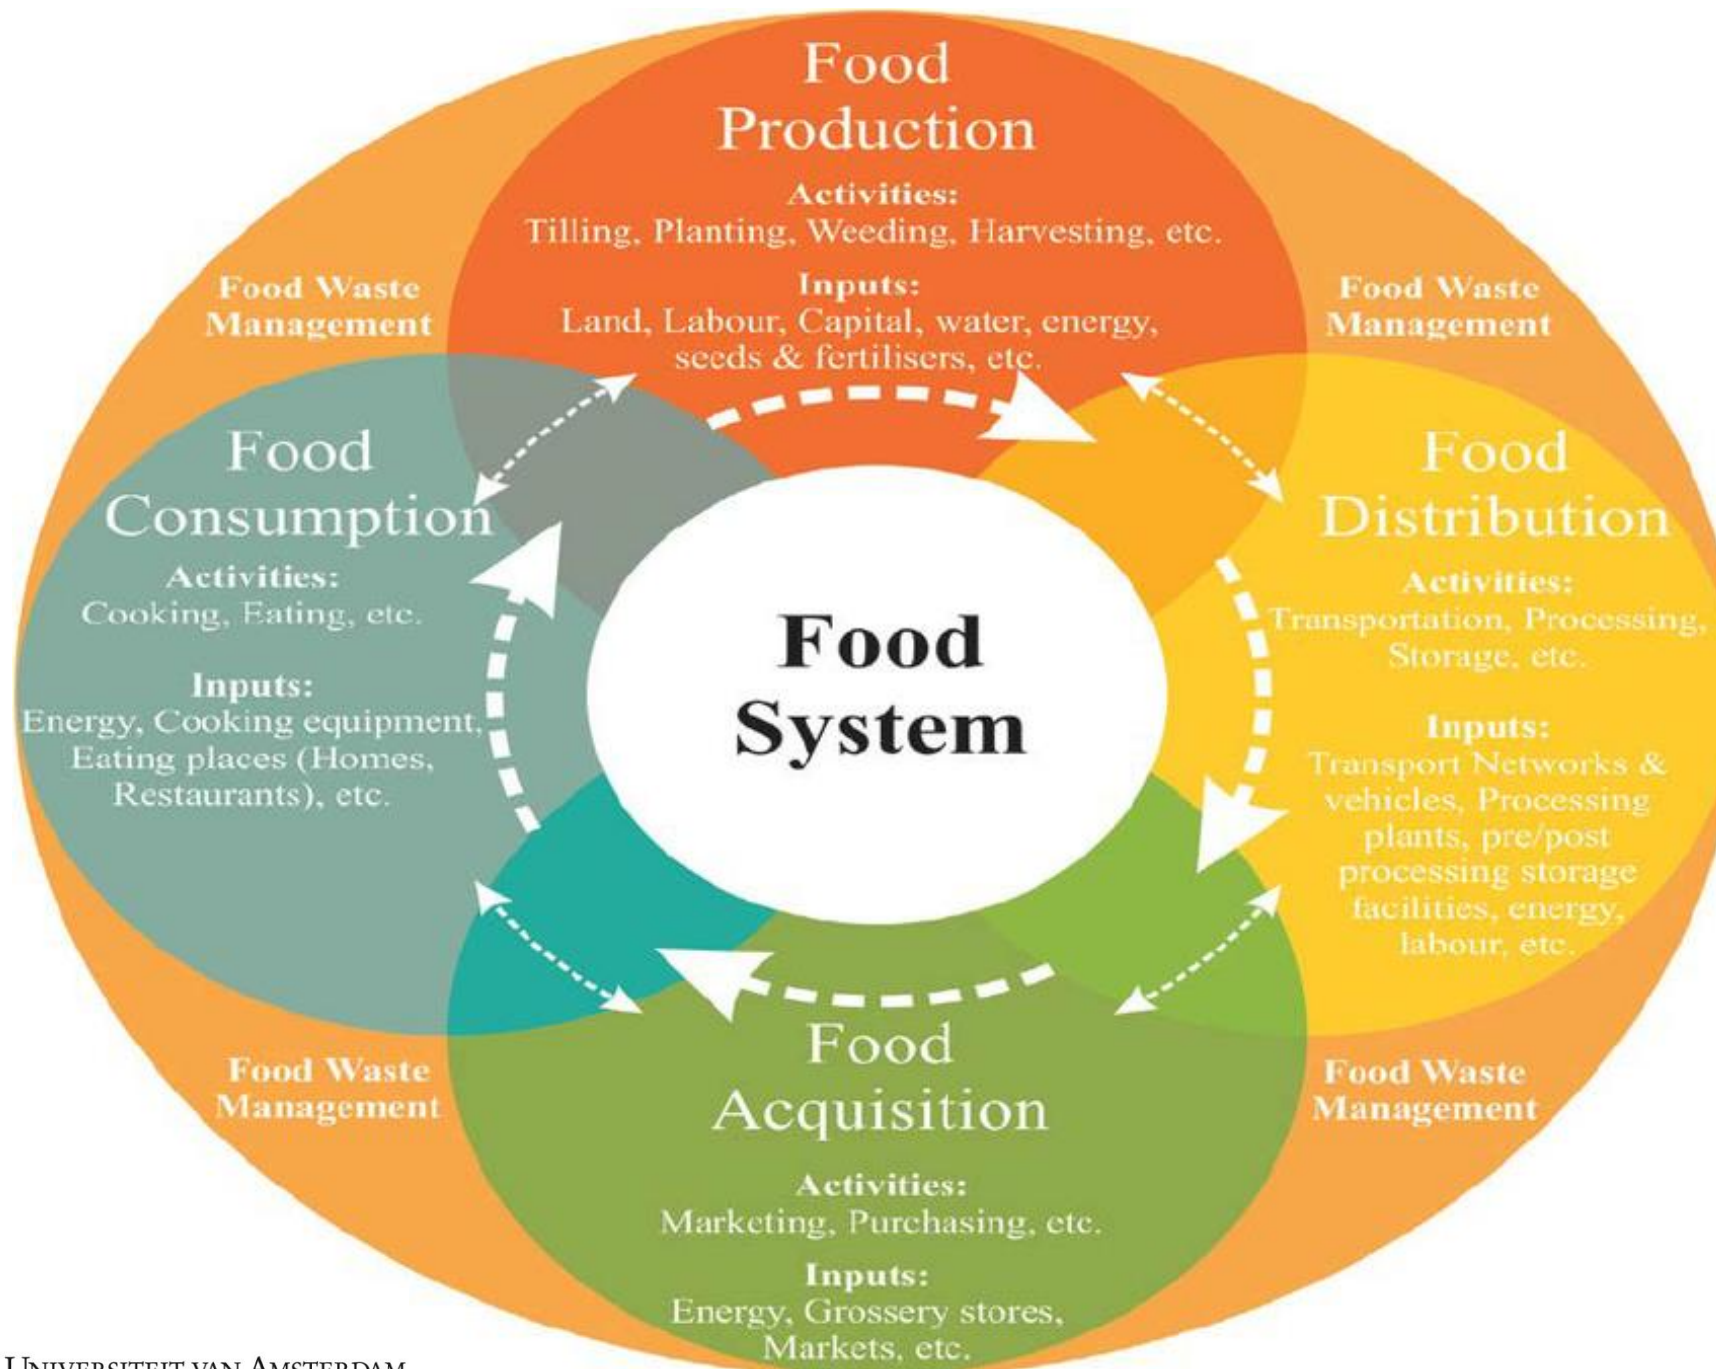 Food
Production
Activities:
Tilling, Planting, Weeding, Harvesting, etc.
Inputs:
Land, Labour, Capital, water, energy,
seeds & fertilisers, etc.
Food Waste
Management
Food Waste
Management
Food
Consumption
Activities:
Cooking, Eating, etc.
Inputs:
Energy, Cooking equipment,
Eating places (Homes,
Restaurants), etc.
Food
System
Food
Distribution
Activities:
Transportation, Processing,
Storage, etc.
Inputs:
Transport Networks &
vehicles, Processing
plants, pre/post
processing storage
facilities, energy,
labour, etc.
Food Waste
Management
Food Waste
Management
Food
Acquisition
Activities:
Marketing, Purchasing, etc.
Inputs:
Energy, Grossery stores,
Markets, etc.
UNIVERSITEIT VAN AMSTERDAM